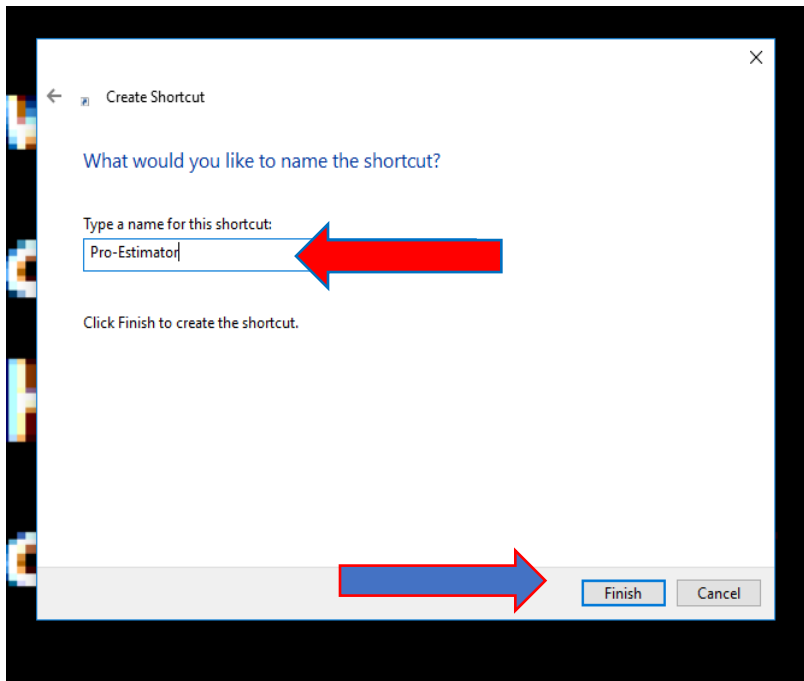 Create Shortcut
What would you like to name the shortcut?
Type a name for this shortcut:
Pro-Estimator
Click Finish to create the shortcut.
Finish Cancel